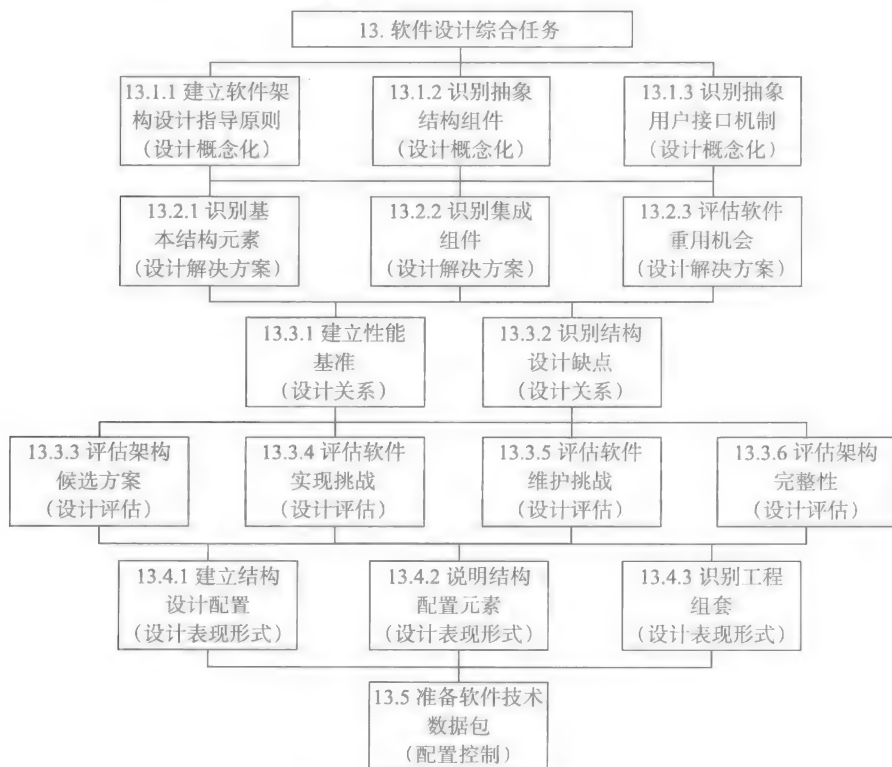 13. 软件设计综合任务
13.1.1 建立软件架
构设计指导原则
（设计概念化）
13.1.2 识别抽象
结构组件
（设计概念化）
13.1.3 识别抽象
用户接口机制
（设计概念化）
13.2.1 识别基
本结构元素
（设计解决方案）
13.2.2 识别集成
组件
（设计解决方案）
13.2.3 评估软件
重用机会
（设计解决方案）
13.3.1 建立性能
基准
（设计关系）
13.3.2 识别结构
设计缺点
（设计关系）
13.3.3 评估架构
候选方案
（设计评估）
13.3.4 评估软件
实现挑战
（设计评估）
13.3.5 评估软件
维护挑战
（设计评估）
13.3.6 评估架构
完整性
（设计评估）
13.4.1 建立结构
设计配置
（设计表现形式）
13.4.2 说明结构
配置元素
（设计表现形式）
13.4.3 识别工程
组套
（设计表现形式）
13.5 准备软件技术
数据包
（配置控制）